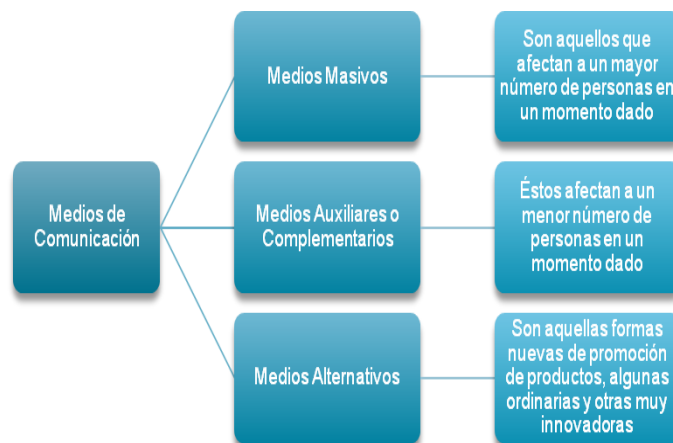 Medios de
Comunicación
Medios Masivos
Son aquellos que
afectan a un mayor
número de personas en
un momento dado
Medios Auxiliares o
Complementarios
Éstos afectan a un
menor número de
personas en un
momento dado
Medios Alternativos
Son aquellas formas
nuevas de promoción
de productos, algunas
ordinarias y otras muy
innovadoras